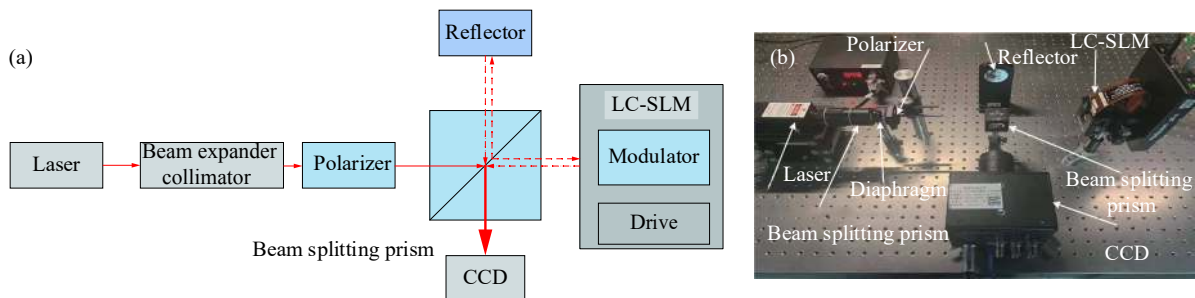 (a)
Reflector
LC-SLM
Laser
Beam expander
collimator
Polarizer
Modulator
Drive
Beam splitting prism
CCD
(b)
Polarizer
Reflector
LC-SLM
Laser
Diaphragm
Beam splitting
prism
Beam splitting prism
CCD